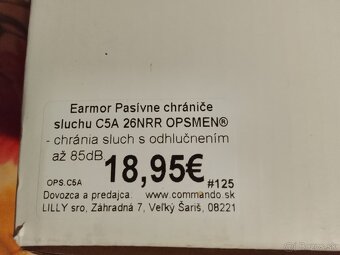 Earmor Pasívne chrániče
sluchu C5A 26NRR OPSMEN®
- chránia sluch s odhlučnením
až 85dB
18,95€
OPS.C5A
#125
Dovozca a predajca: www.commando.sk
LILLY sro, Záhradná 7, Veľký Šariš, 08221